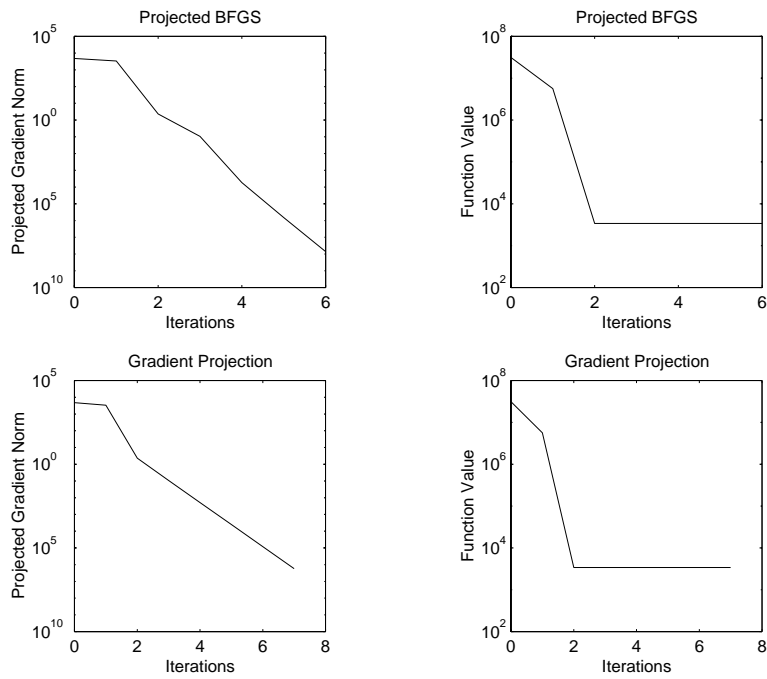 Projected BFGS
Projected Gradient Norm
10^5
10^0
10^5
10^10
0 2 4 6
Iterations
Projected BFGS
Function Value
10^8
10^6
10^4
10^2
0 2 4 6
Iterations
Gradient Projection
Projected Gradient Norm
10^5
10^0
10^5
10^10
0 2 4 6 8
Iterations
Gradient Projection
Function Value
10^8
10^6
10^4
10^2
0 2 4 6 8
Iterations